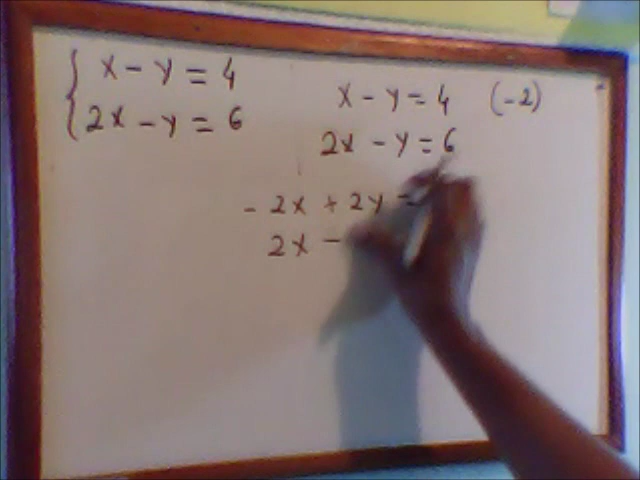 x - y = 4
2x - y = 6
x - y = 4 (-2)
2x - y = 6
- 2x + 2y =
2x -